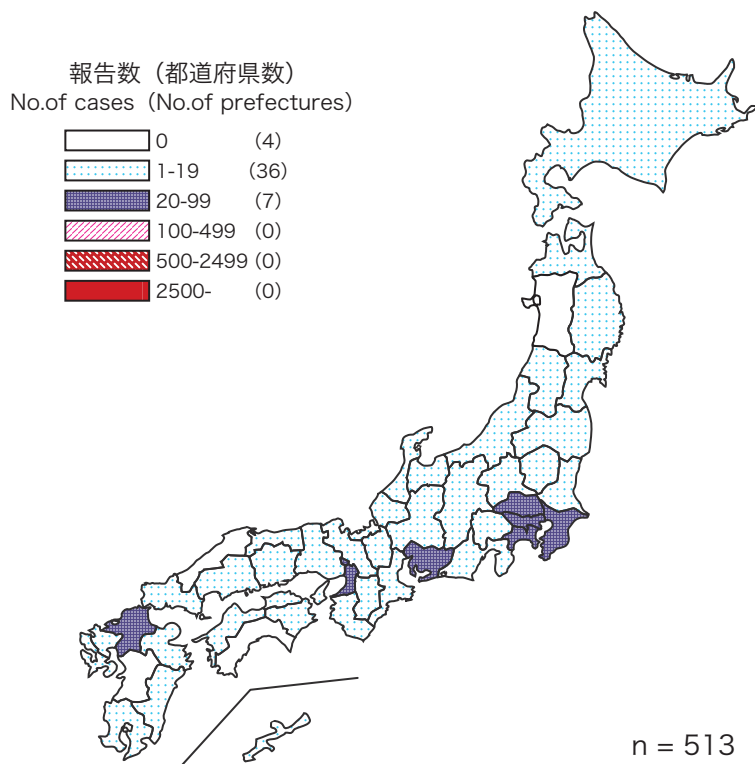 報告数（都道府県数）
No.of cases（No.of prefectures）
0 (4)
1-19 (36)
20-99 (7)
100-499 (0)
500-2499 (0)
2500- (0)
n = 513